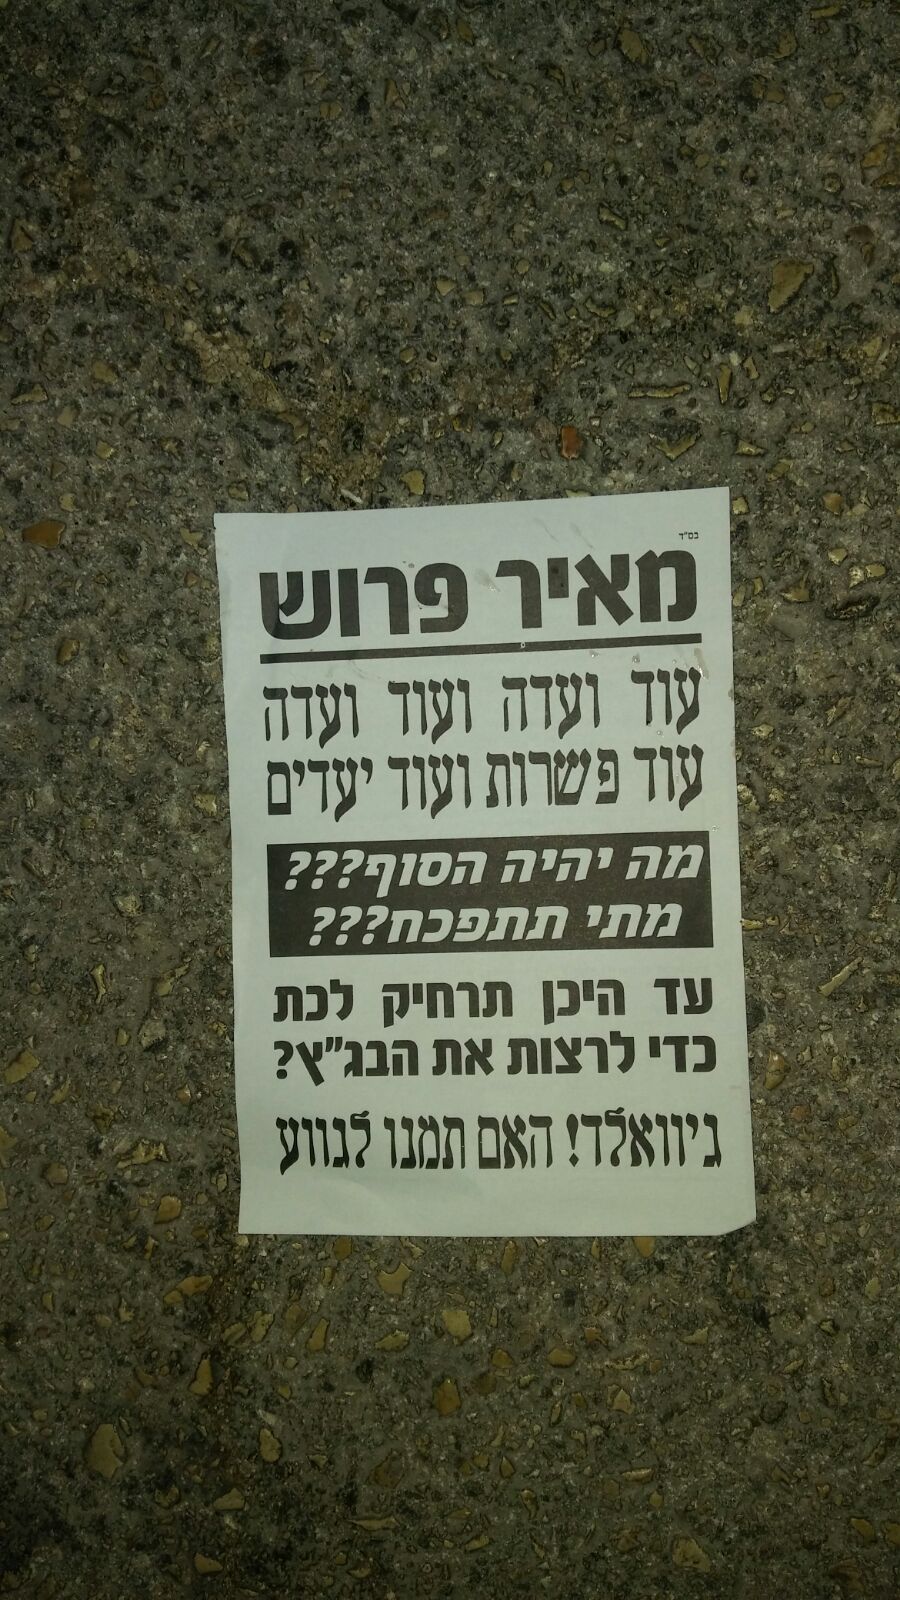 בס"ד
מאיר פרוש
עוד ועדה ועוד ועדה
עוד פשרות ועוד יעדים
מה יהיה הסוף???
מתי תתפכח???
עד היכן תרחיק לכת
כדי לרצות את הבג"ץ?
גיוואלד! האם תמנו לגווע